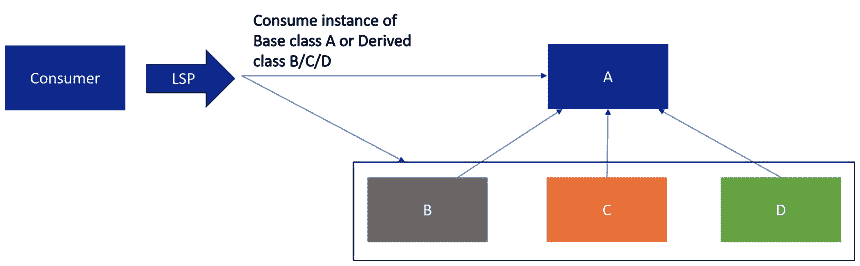 Consume instance of
Base class A or Derived
class B/C/D
Consumer
LSP
A
B
C
D